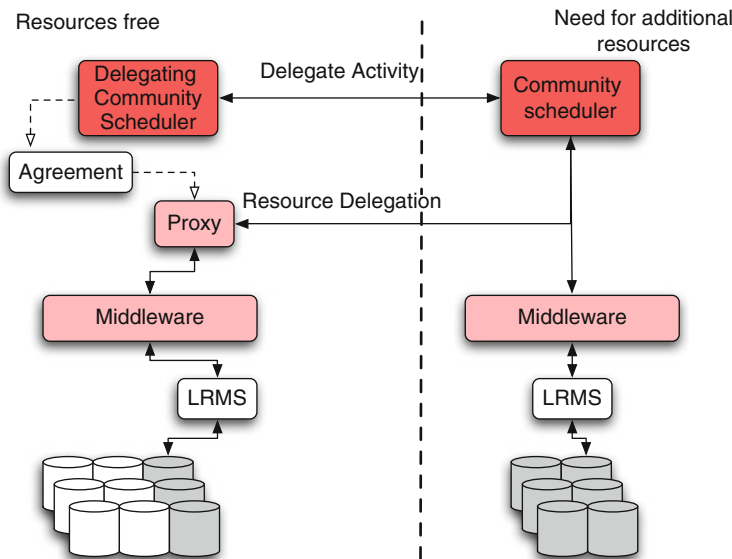 Resources free
Need for additional
resources
Delegating
Community
Scheduler
Delegate Activity
Community
scheduler
Agreement
Resource Delegation
Proxy
Middleware
Middleware
LRMS
LRMS